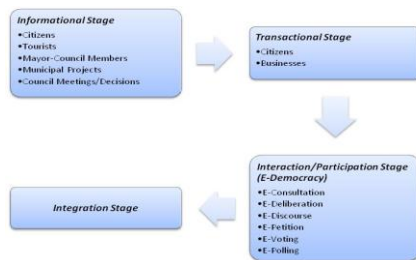 Informational Stage
•Citizens
•Tourists
•Mayor-Council Members
•Municipal Projects
•Council Meetings/Decisions
Transactional Stage
•Citizens
•Businesses
Interaction/Participation Stage
(E-Democracy)
•E-Consultation
•E-Deliberation
•E-Discourse
•E-Petition
•E-Voting
•E-Polling
Integration Stage